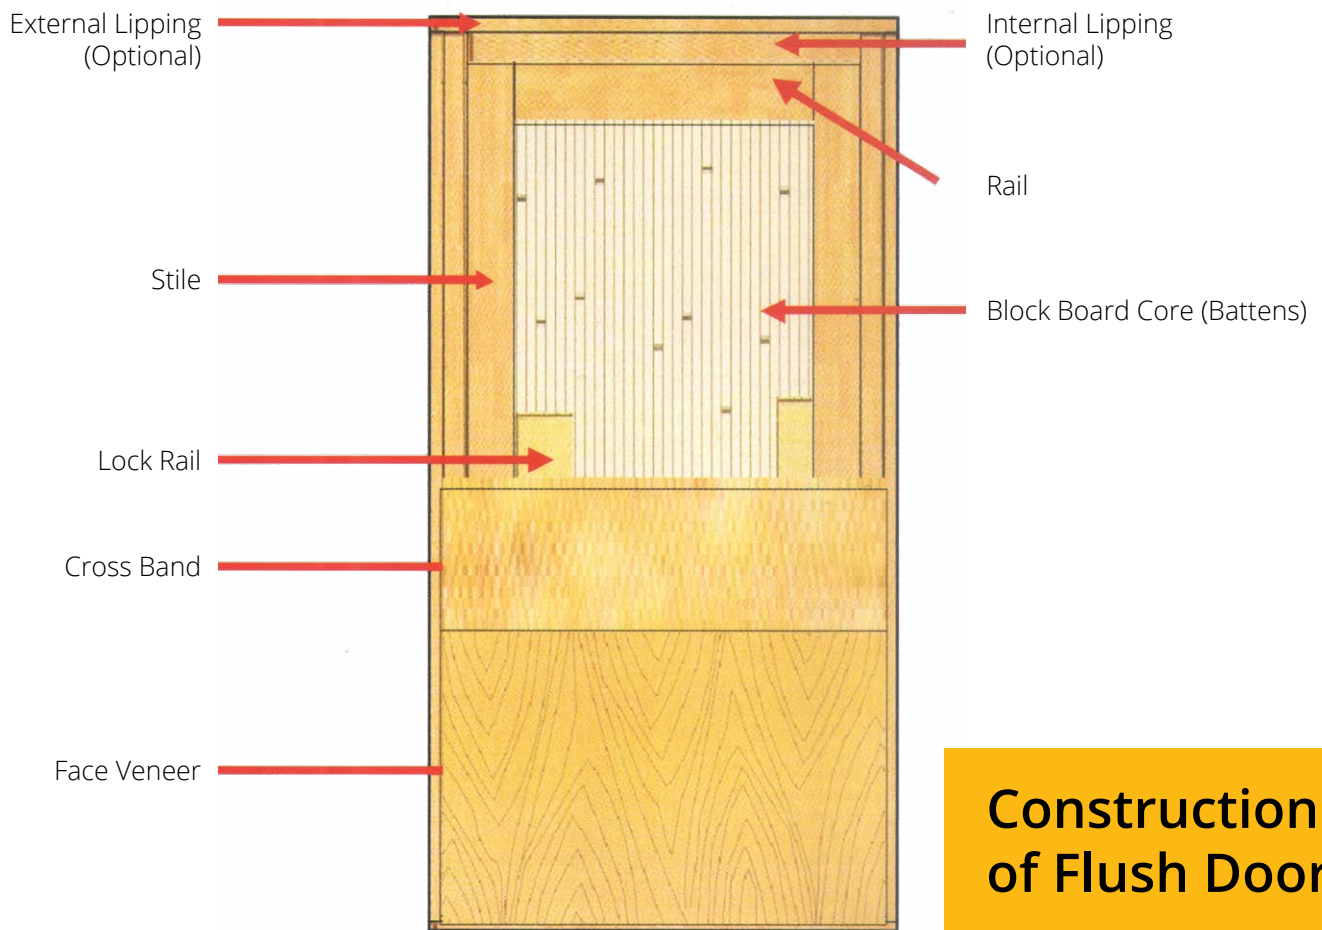 External Lipping
(Optional)
Internal Lipping
(Optional)
Rail
Stile
Block Board Core (Battens)
Lock Rail
Cross Band
Face Veneer
Construction
of Flush Door